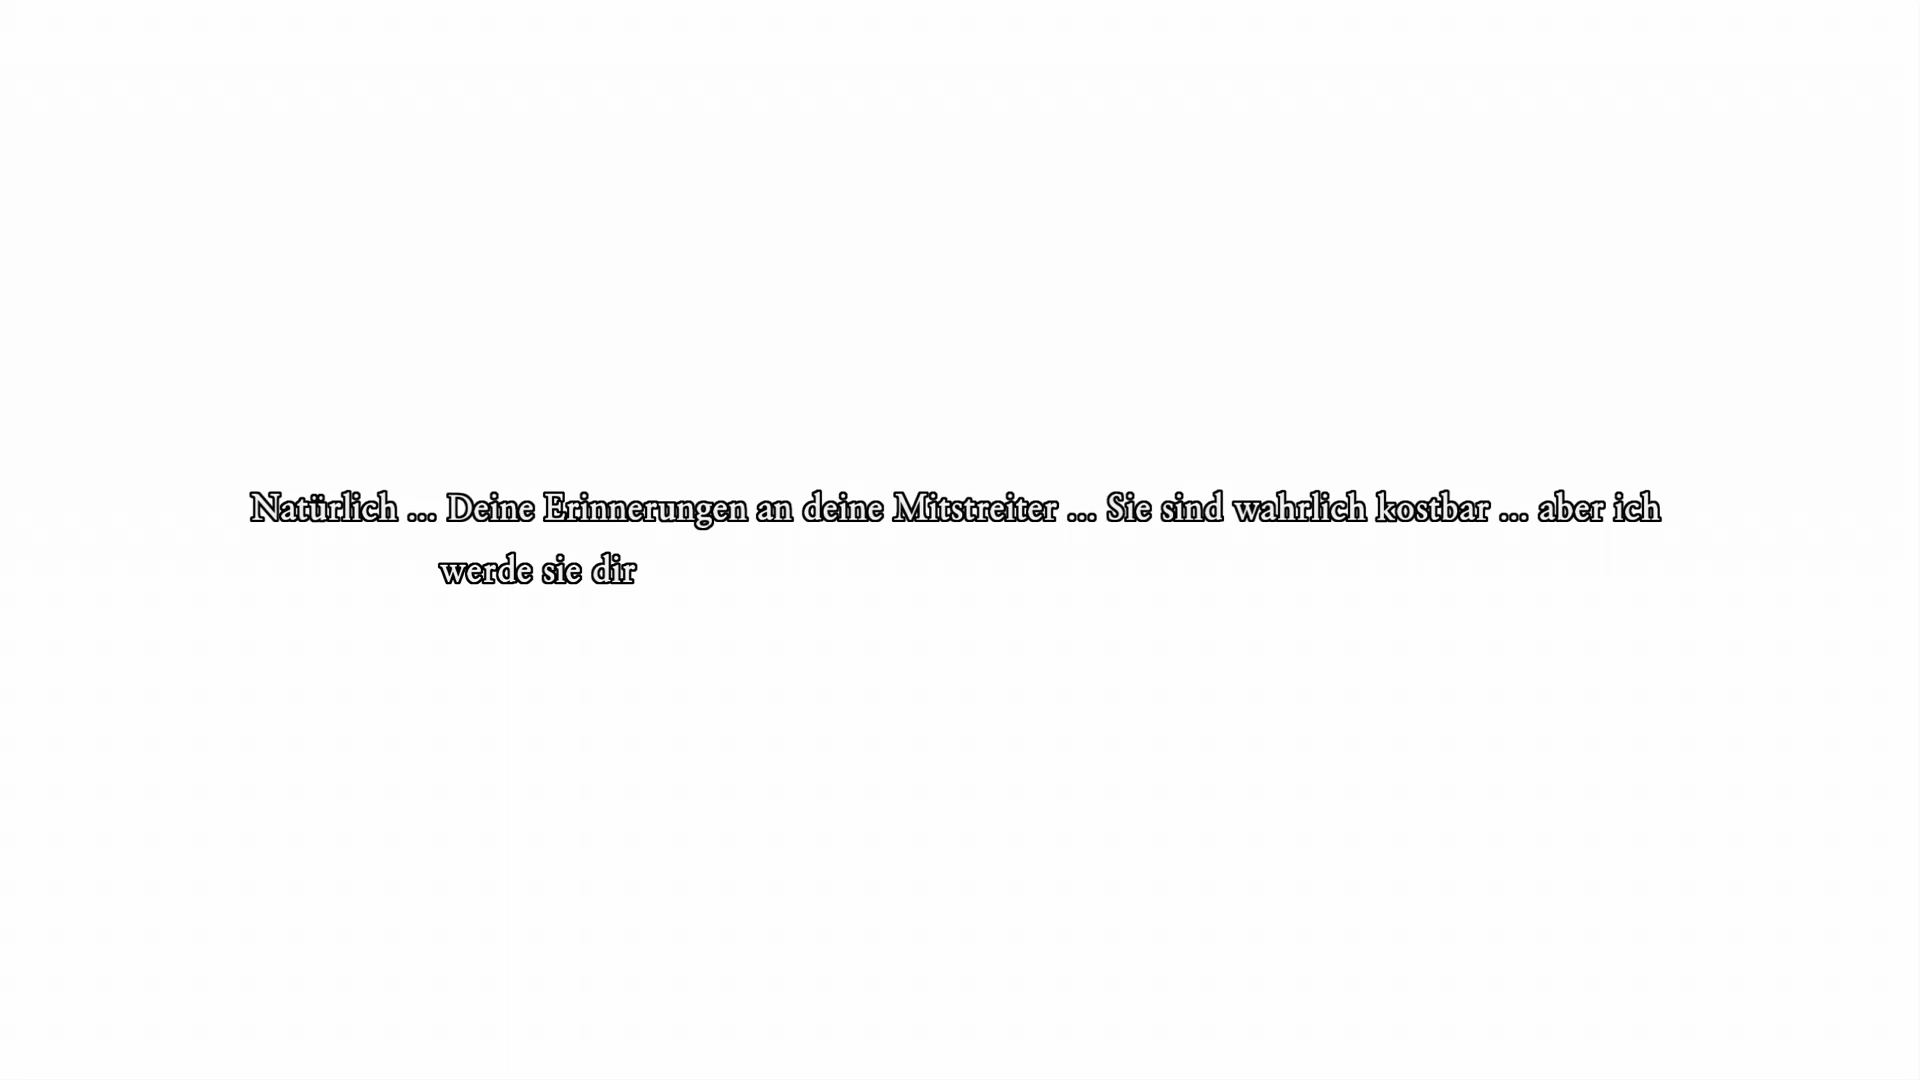 Natürlich ... Deine Erinnerungen an deine Mitstreiter ... Sie sind wahrlich kostbar ... aber ich
werde sie dir